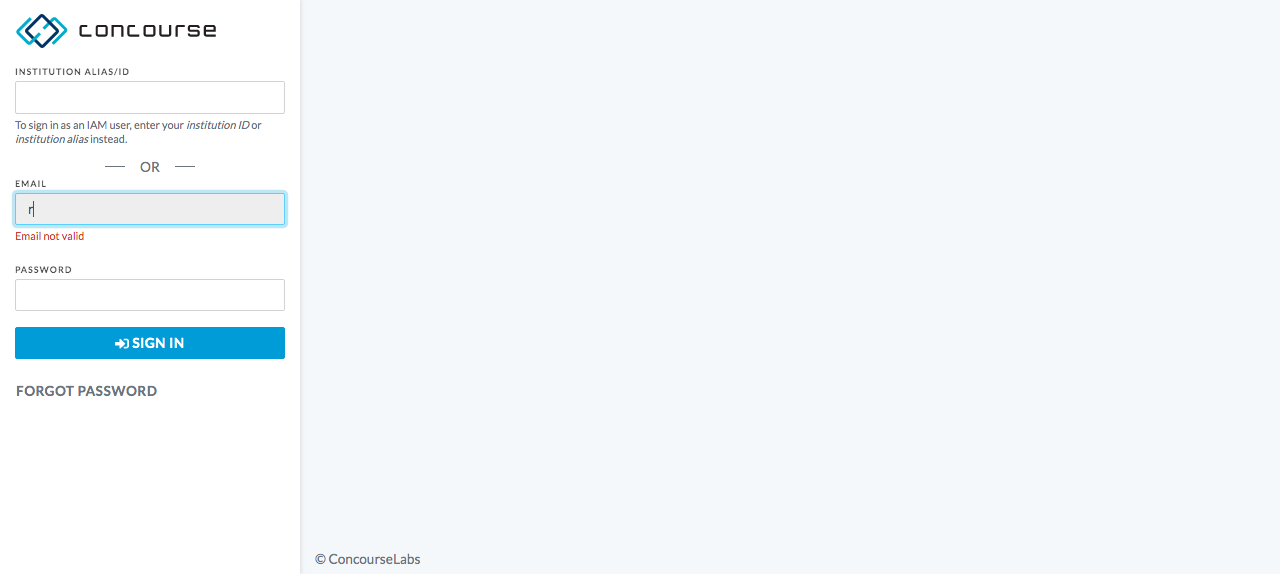 concourse
INSTITUTION ALIAS/ID
To sign in as an IAM user, enter your institution ID or
institution alias instead.
OR
EMAIL
r
Email not valid
PASSWORD
SIGN IN
FORGOT PASSWORD
© ConcourseLabs